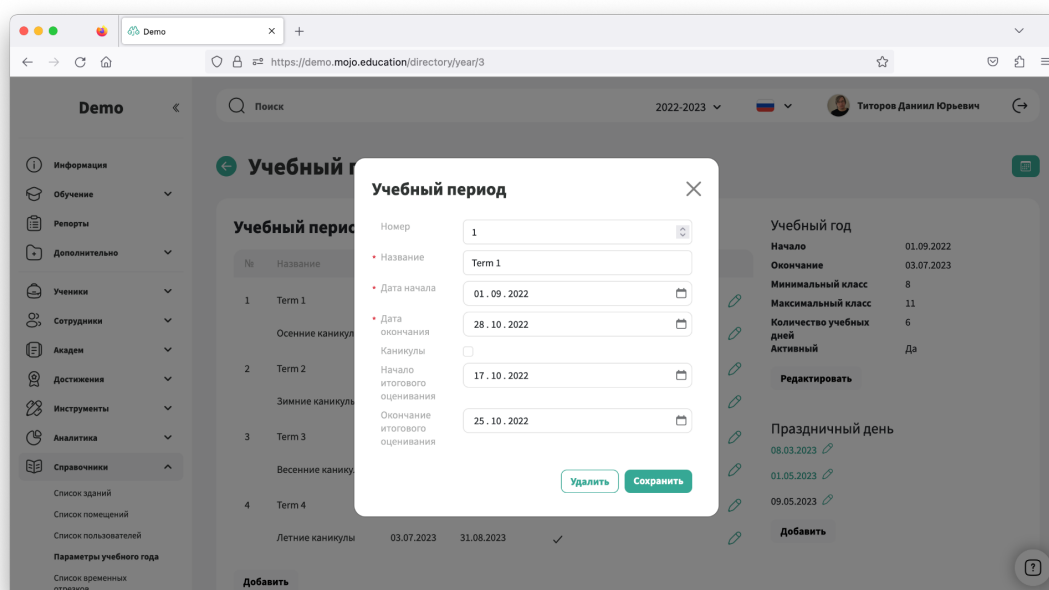 Demo
https://demo.mojo.education/directory/year/3
Demo
Поиск
2022-2023
Титоров Даниил Юрьевич
Информация
Обучение
Репорты
Дополнительно
Ученики
Сотрудники
Академ
Достижения
Инструменты
Аналитика
Справочники
Список зданий
Список помещений
Список пользователей
Параметры учебного года
Список временных
отрезков
Учебный
Учебный
№ Название
1 Term 1
Осенние
2 Term 2
Зимние
3 Term 3
Весенние
4 Term 4
Летние каникулы 03.07.2023 31.08.2023
Добавить
Учебный период
Номер 1
* Название Term 1
* Дата начала 01.09.2022
* Дата
окончания 28.10.2022
Каникулы
Начало
итогового
оценивания 17.10.2022
Окончание
итогового
оценивания 25.10.2022
Удалить Сохранить
Учебный год
Начало 01.09.2022
Окончание 03.07.2023
Минимальный класс 8
Максимальный класс 11
Количество учебных
дней 6
Активный Да
Редактировать
Праздничный день
08.03.2023
01.05.2023
09.05.2023
Добавить
?